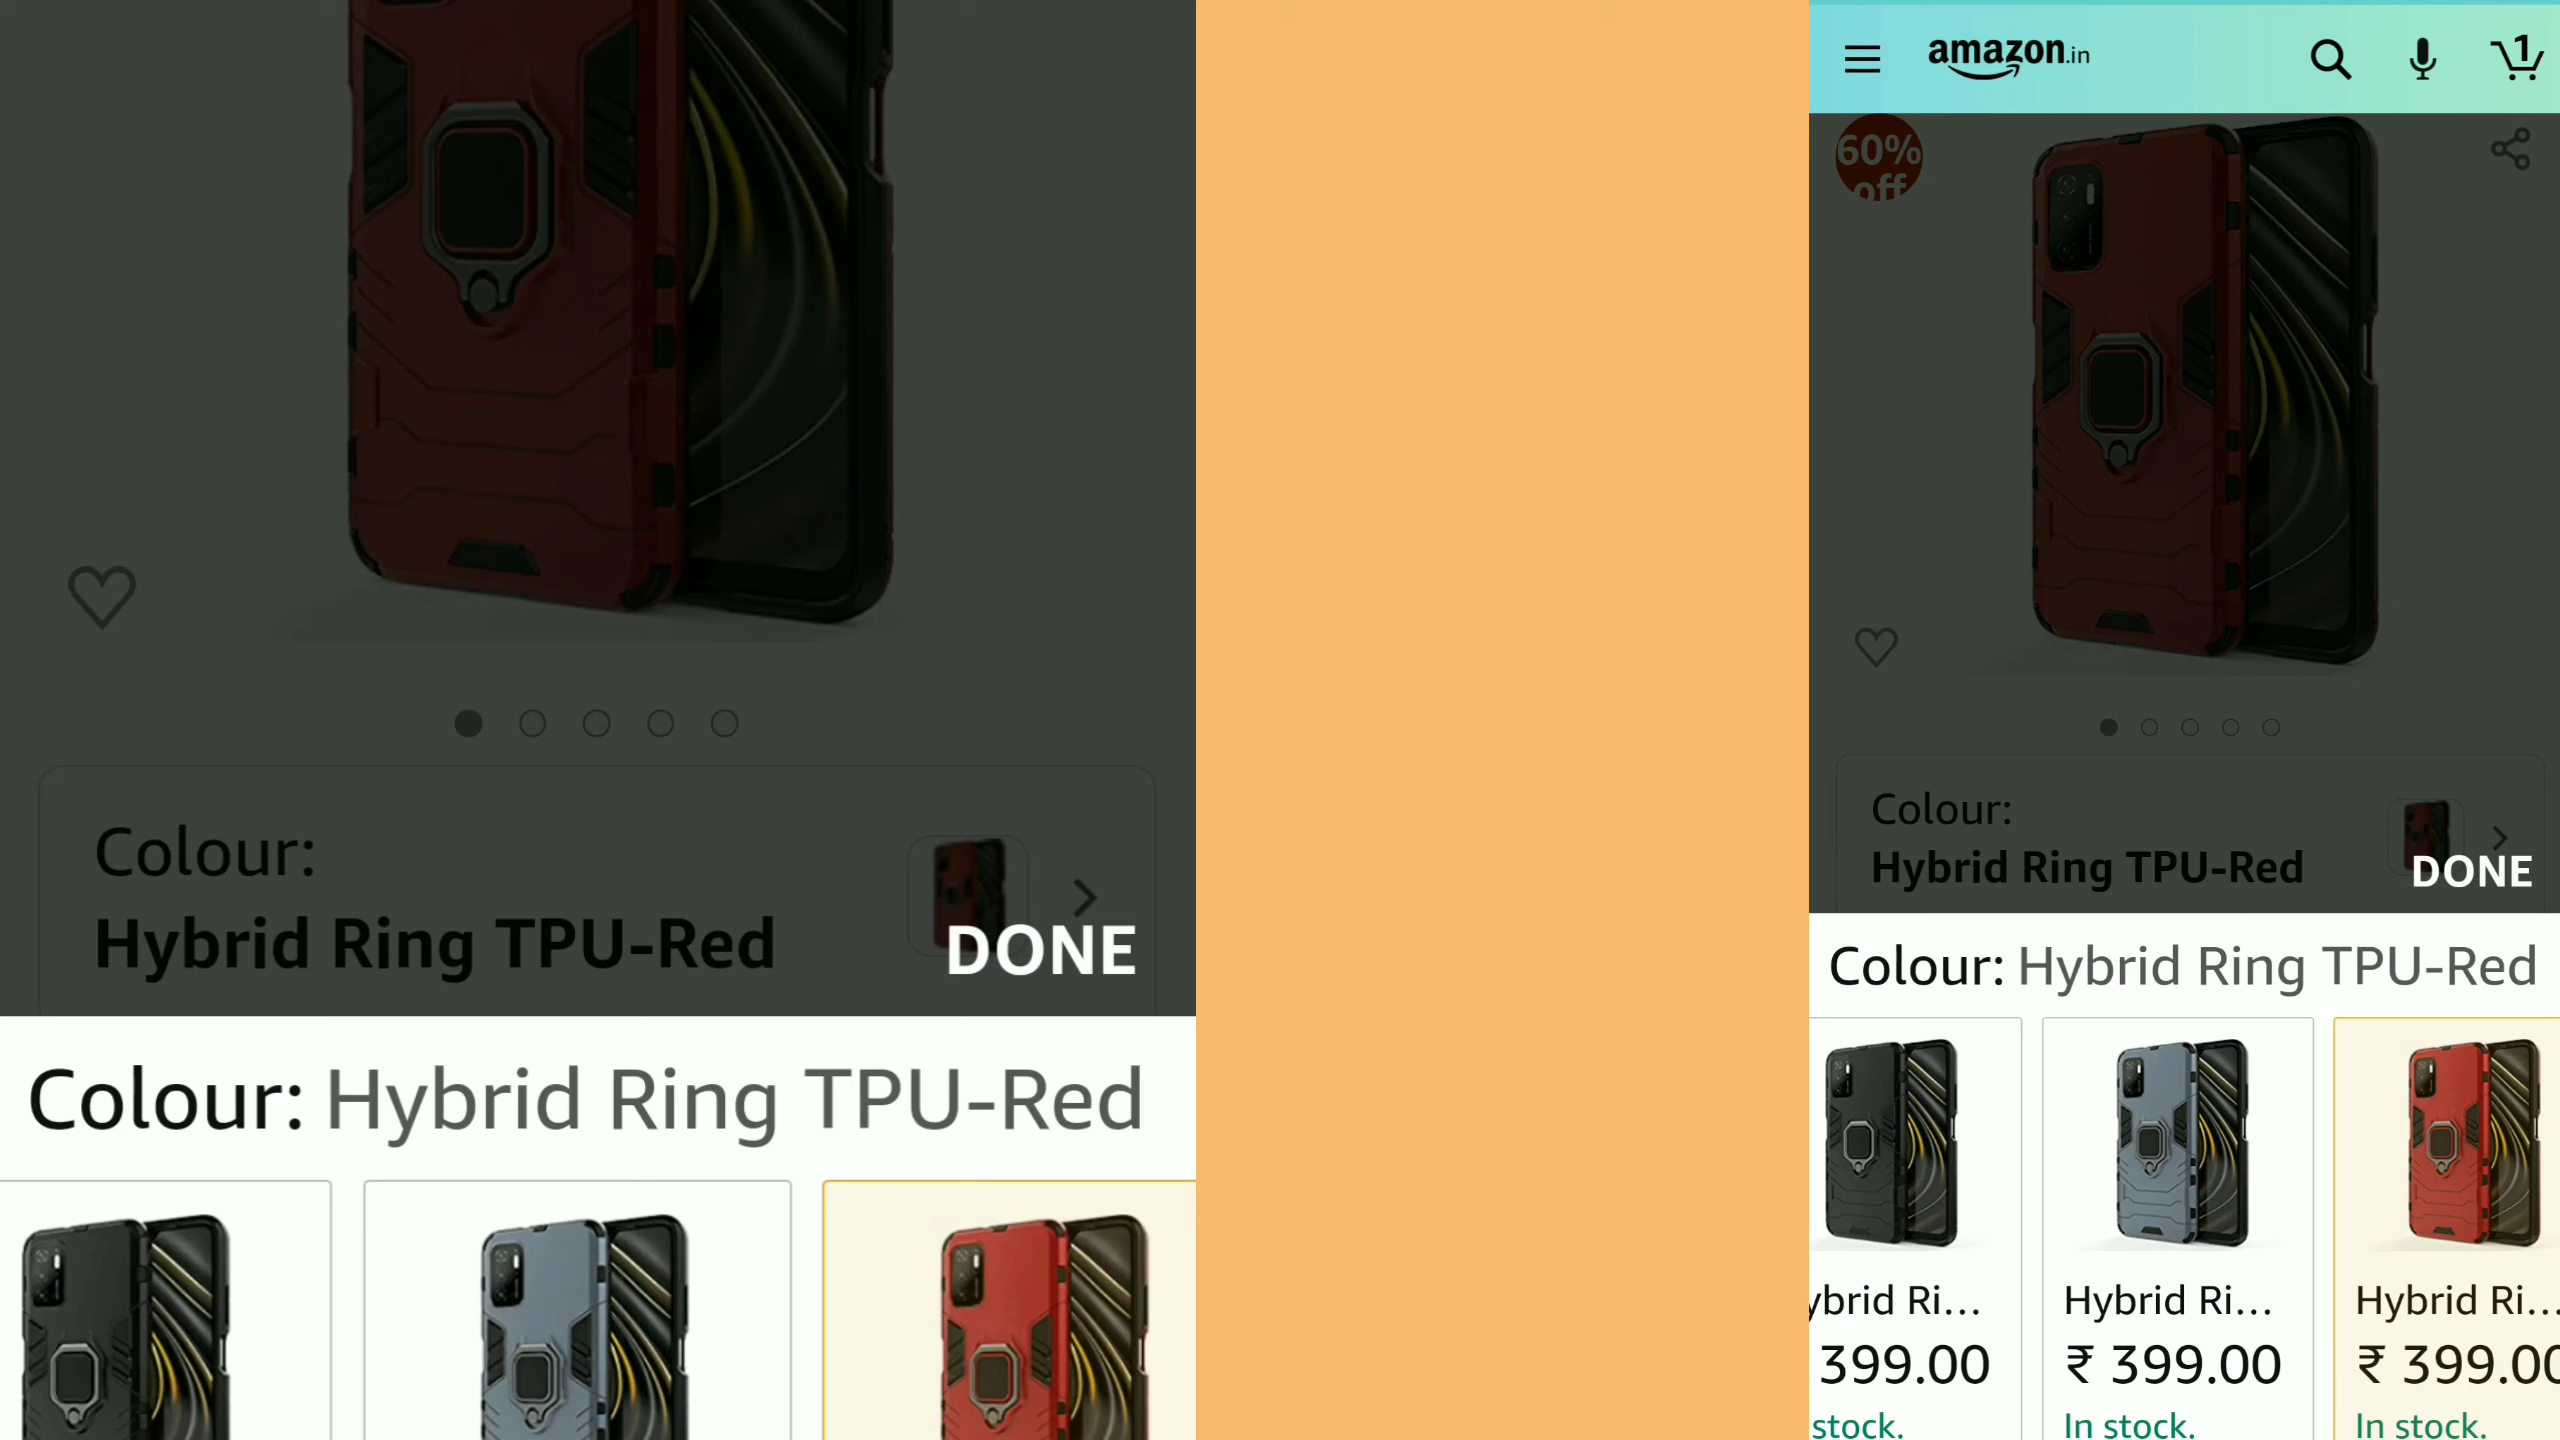 Colour:
Hybrid Ring TPU-Red
DONE
Colour: Hybrid Ring TPU-Red
amazon.in
1
60%
off
Colour:
Hybrid Ring TPU-Red
DONE
Colour: Hybrid Ring TPU-Red
ybrid Ri... Hybrid Ri... Hybrid Ri...
399.00 ₹ 399.00 ₹ 399.00
stock. In stock. In stock.